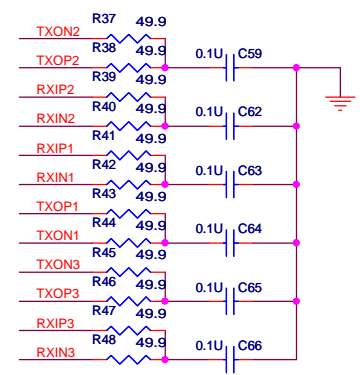 R37 49.9
TXON2
R38 49.9 0.1U C59
TXOP2
R39 49.9
RXIP2
R40 49.9 0.1U C62
RXIN2
R41 49.9
RXIP1
R42 49.9 0.1U C63
RXIN1
R43 49.9
TXOP1
R44 49.9 0.1U C64
TXON1
R45 49.9
TXON3
R46 49.9 0.1U C65
TXOP3
R47 49.9
RXIP3
R48 49.9 0.1U C66
RXIN3